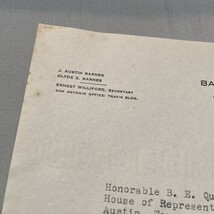 J. AUSTIN BARNES
CLYDE E. BARNES
ERNEST WILLIFORD, SECRETARY
SAN ANTONIO OFFICE: TRAVIS BLDG.
BA
Honorable B. E. Qu
House of Represent
Austin,